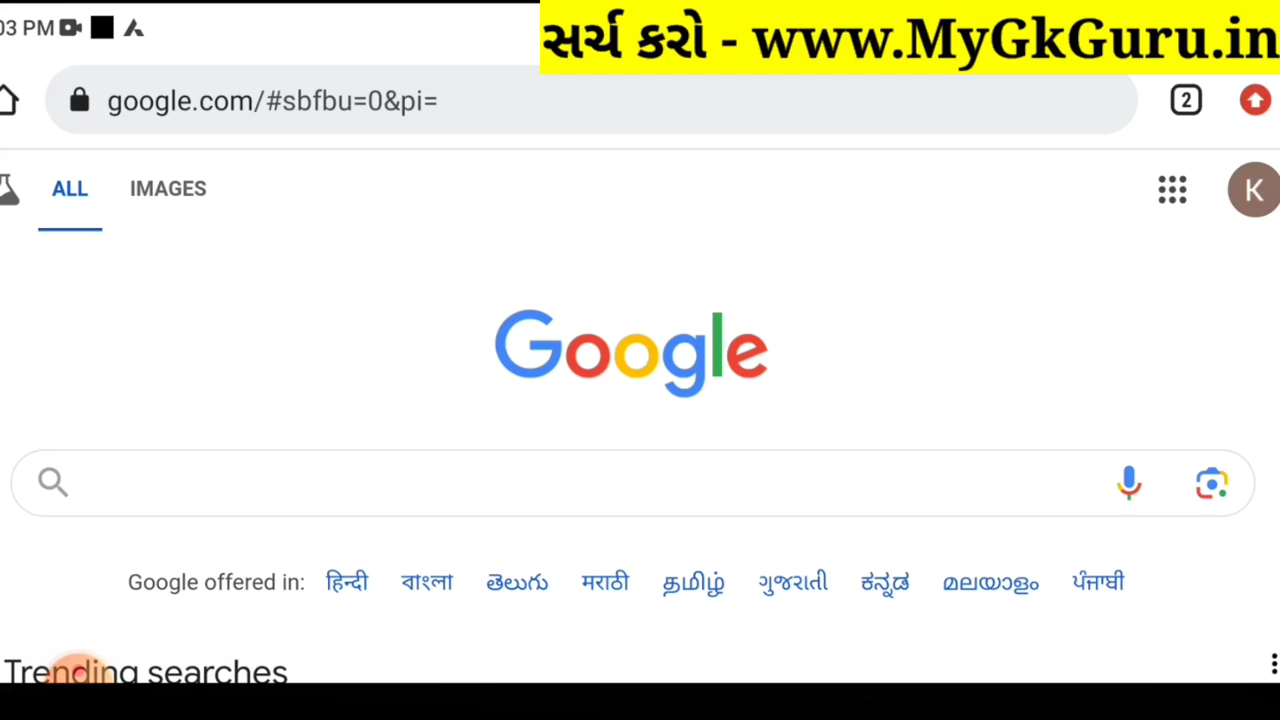 03 PM
સર્ચ કરો - www.MyGkGuru.in
google.com/#sbfbu=0&pi=
2
ALL IMAGES
K
Google
Google offered in: हिन्दी বাংলা తెలుగు मराठी தமிழ் ગુજરાતી ಕನ್ನಡ മലയാളം ਪੰਜਾਬੀ
Trending searches